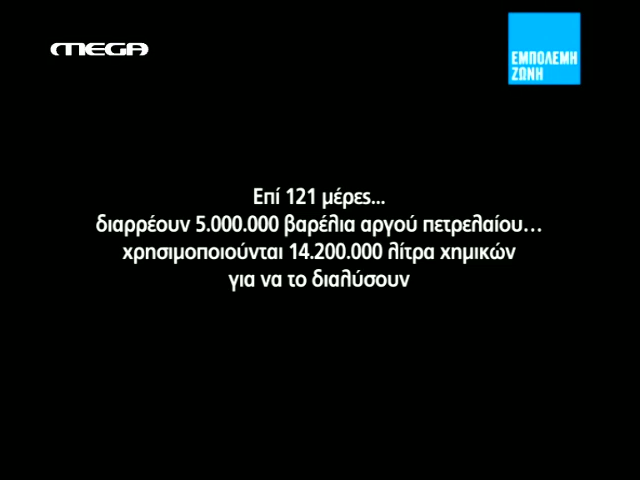 MEGA
ΕΜΠΟΛΕΜΗ
ΖΩΝΗ
Επί 121 μέρες...
διαρρέουν 5.000.000 βαρέλια αργού πετρελαίου...
χρησιμοποιούνται 14.200.000 λίτρα χημικών
για να το διαλύσουν